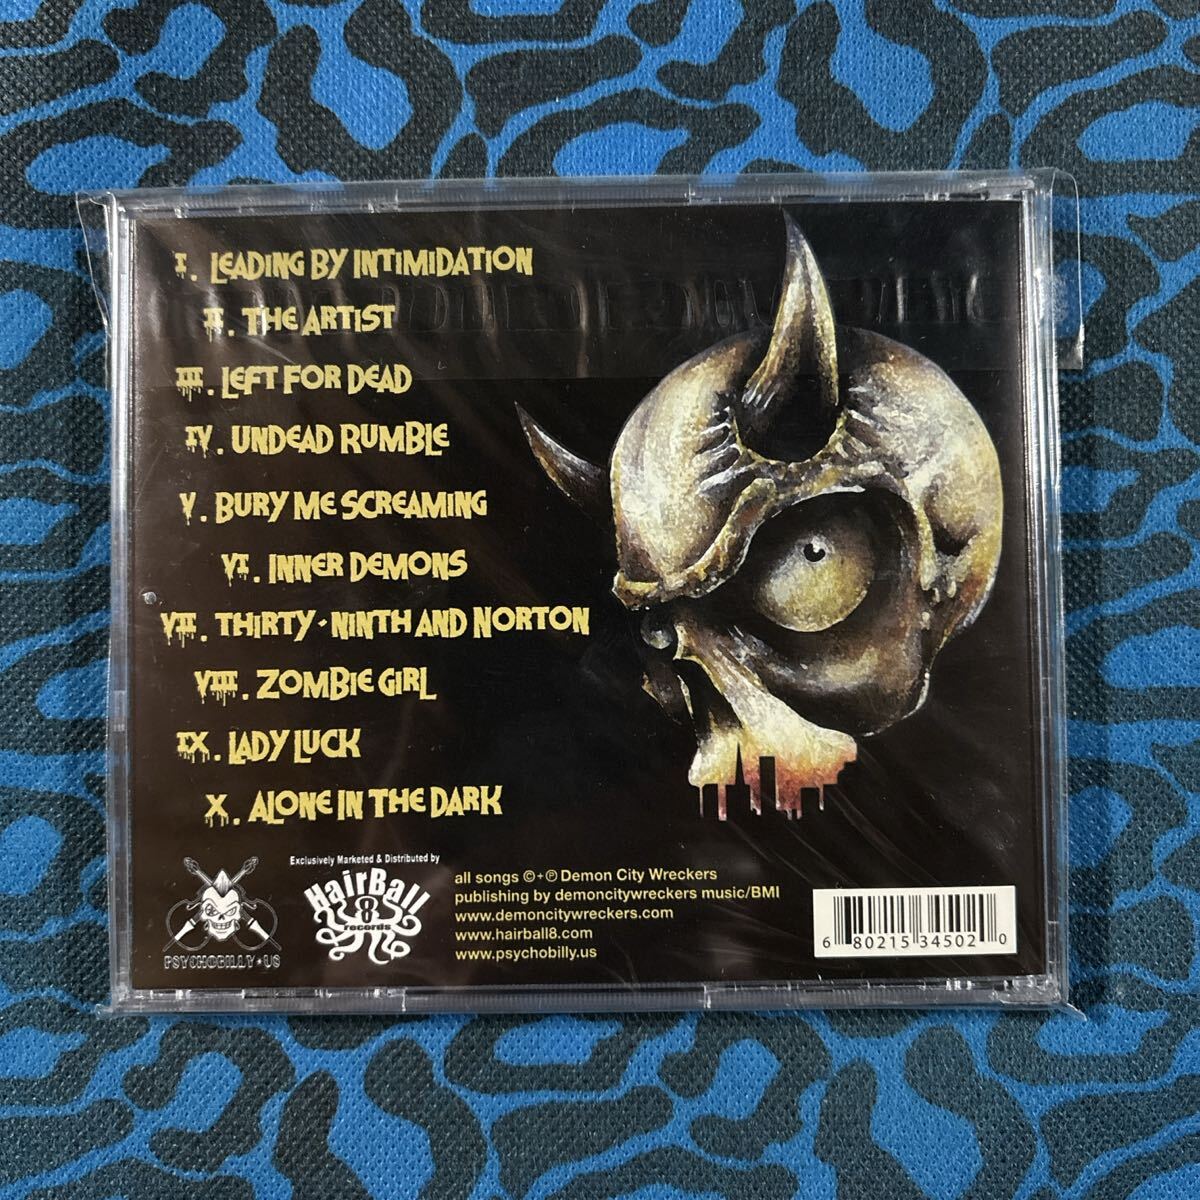 I. LEADING BY INTIMIDATION
II. THE ARTIST
III. LEFT FOR DEAD
IV. UNDEAD RUMBLE
V. BURY ME SCREAMING
VI. INNER DEMONS
VII. THIRTY-NINTH AND NORTON
VIII. ZOMBIE GIRL
IX. LADY LUCK
X. ALONE IN THE DARK
PSYCHOBILLY★US
Exclusively Marketed & Distributed by
HairBall
8
records
all songs ©+℗ Demon City Wreckers
publishing by demoncitywreckers music/BMI
www.demoncitywreckers.com
www.hairball8.com
www.psychobilly.us
6 80215 34502 0